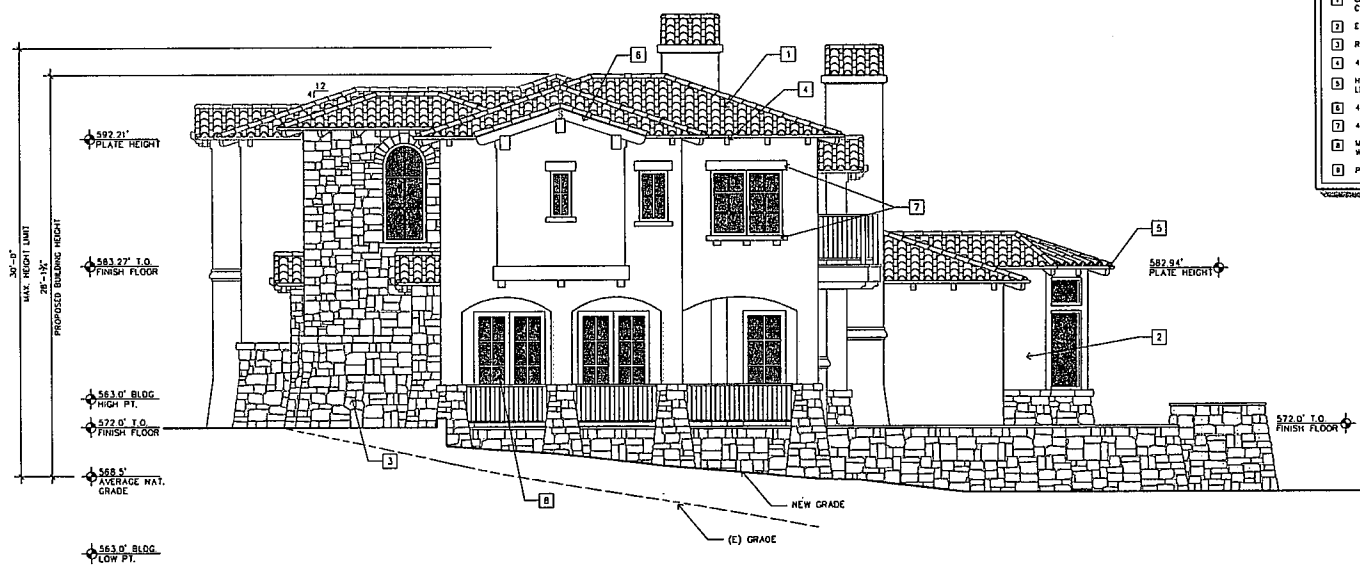 1
C
2 E
3 R
4 4
5 H
L
6 4
7 4
8 M
W
9 P
6
1
4
12
4
592.21'
PLATE HEIGHT
30'-0"
MAX. HEIGHT LIMIT
PROPOSED BUILDING HEIGHT
583.27' T.O.
FINISH FLOOR
7
5
582.94'
PLATE HEIGHT
2
563.0' BLDG
HIGH PT.
572.0' T.O.
FINISH FLOOR
572.0' T.O.
FINISH FLOOR
3
568.5'
AVERAGE NAT.
GRADE
8
NEW GRADE
(E) GRADE
563.0' BLDG.
LOW PT.